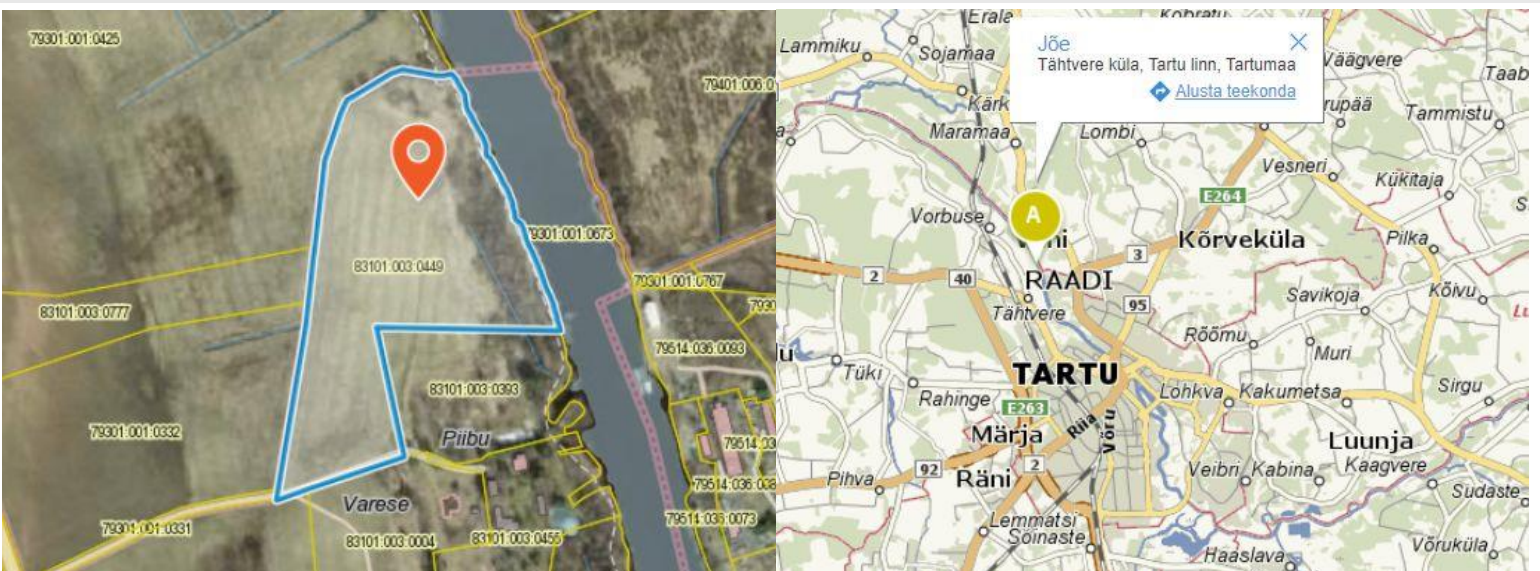 79301:001:0425
79401:006:0
79301:001:0673
83101:003:0449
79301:001:0767
83101:003:0777
7930
79514:036:0093
83101:003:0393
79301:001:0332
Piibu
79514:03
79514:036:008
Varese
79514:035:0073
79301:001:0331
83101:003:0004
83101:003:0455
Erala
Kobratu
Lammiku
Sojamaa
Jõe
Tähtvere küla, Tartu linn, Tartumaa
Alusta teekonda
Väägvere
Taab
Kärk
rupää
Tammistu
Maramaa
Lombi
Vesneri
Kükitaja
E264
Vorbuse
A
Kõrveküla
Pilka
3
2
40
RAADI
95
Savikoja
Kõivu
Tähtvere
Rõõmu
Muri
Tüki
TARTU
Rahinge
Lohkva
Kakumetsa
Sirgu
E263
Märja
Riia
Võru
Luunja
92
2
Pihva
Räni
Veibri
Kabina
Kaagvere
Sudaste
Lemmatsi
Soinaste
Haaslava
Võruküla